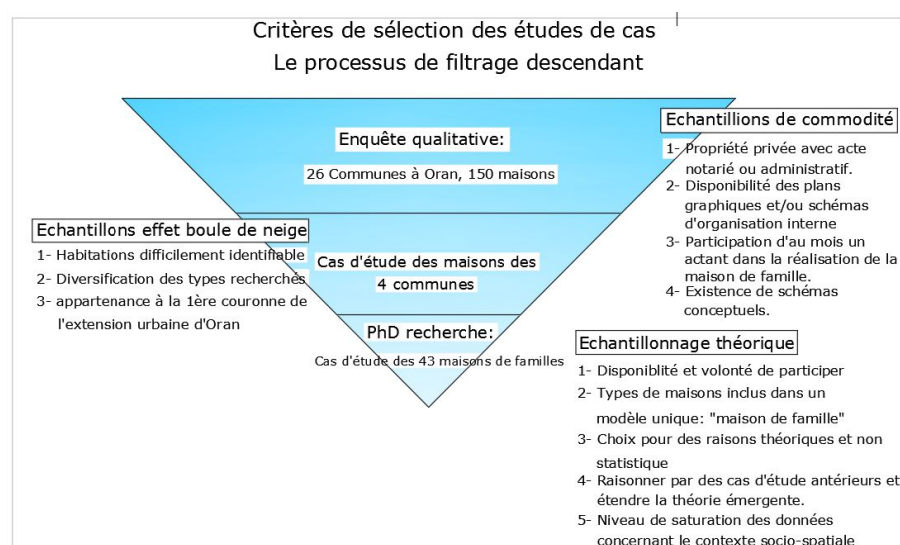 Critères de sélection des études de cas
Le processus de filtrage descendant
Enquête qualitative:
26 Communes à Oran, 150 maisons
Echantillions de commodité
1- Propriété privée avec acte
notarié ou administratif.
2- Disponibilité des plans
graphiques et/ou schémas
d'organisation interne
3- Participation d'au mois un
actant dans la réalisation de la
maison de famille.
4- Existence de schémas
conceptuels.
Echantillons effet boule de neige
1- Habitations difficilement identifiable
2- Diversification des types recherchés
3- appartenance à la 1ère couronne de
l'extension urbaine d'Oran
Cas d'étude des maisons des
4 communes
PhD recherche:
Cas d'étude des 43 maisons de familles
Echantillonnage théorique
1- Disponiblité et volonté de participer
2- Types de maisons inclus dans un
modèle unique: "maison de famille"
3- Choix pour des raisons théoriques et non
statistique
4- Raisonner par des cas d'étude antérieurs et
étendre la théorie émergente.
5- Niveau de saturation des données
concernant le contexte socio-spatiale